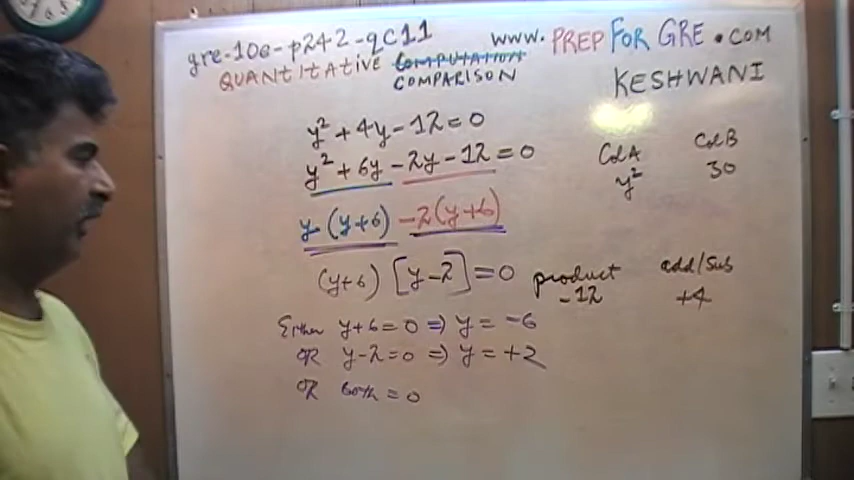 gre-10e-p242-qc11
www. PREP FOR GRE . COM
QUANTITATIVE COMPUTATION
COMPARISON
KESHWANI
y² + 4y - 12 = 0
y² + 6y - 2y - 12 = 0
Col A Col B
y² 30
y (y+6) - 2(y+6)
(y+6) [y-2] = 0
product add/sub
-12 +4
Either y+6 = 0 => y = -6
OR y-2 = 0 => y = +2
OR both = 0